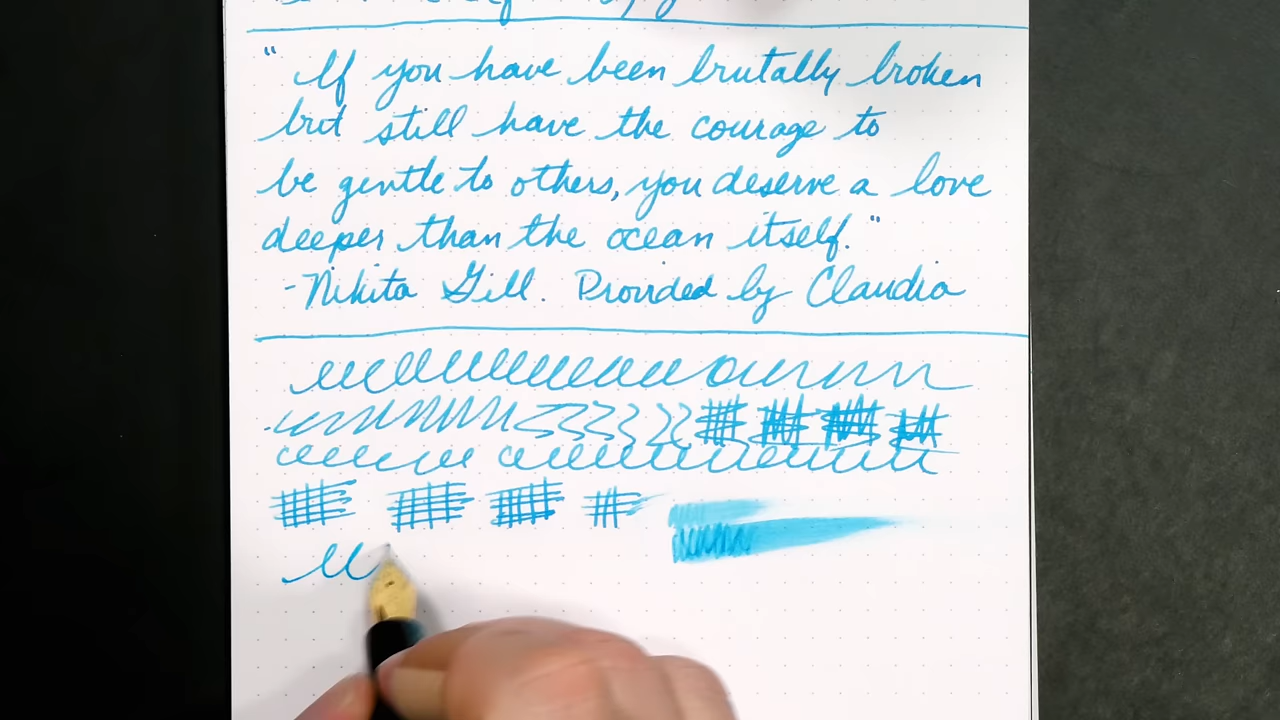 "If you have been brutally broken
but still have the courage to
be gentle to others, you deserve a love
deeper than the ocean itself."
-Nikita Gill. Provided by Claudia